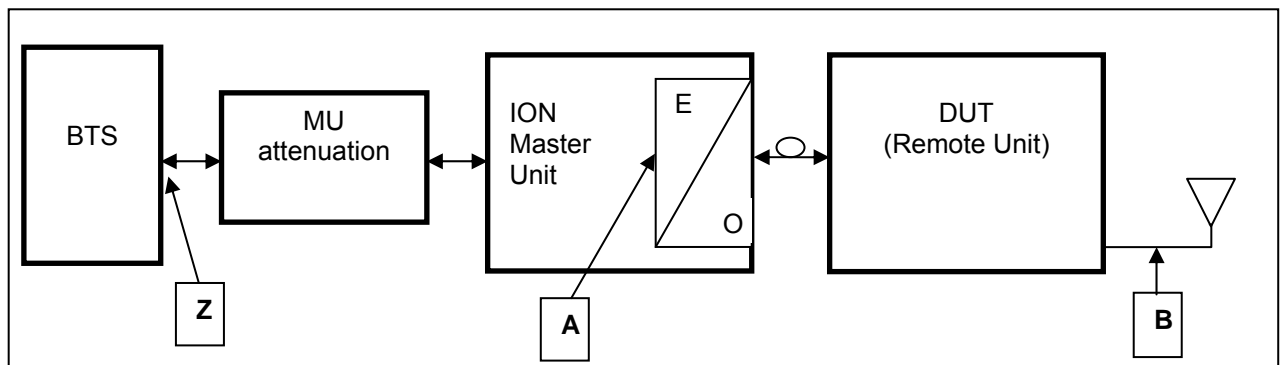 BTS
MU
attenuation
ION
Master
Unit
E
O
DUT
(Remote Unit)
Z
A
B